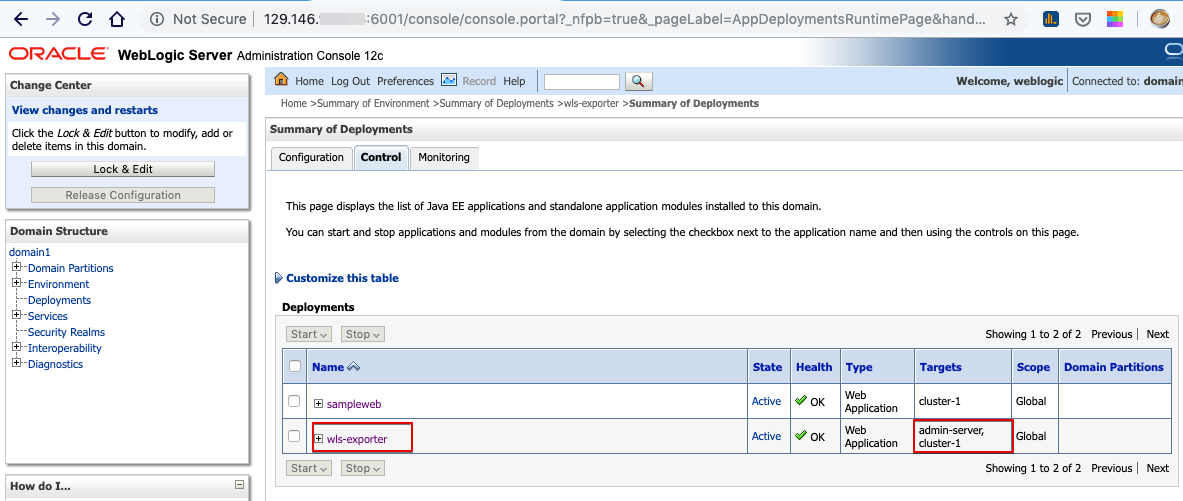 Not Secure 129.146. :6001/console/console.portal?_nfpb=true&_pageLabel=AppDeploymentsRuntimePage&hand...
ORACLE WebLogic Server Administration Console 12c
Change Center
View changes and restarts
Click the Lock & Edit button to modify, add or
delete items in this domain.
Lock & Edit
Release Configuration
Domain Structure
domain1
Domain Partitions
Environment
Deployments
Services
Security Realms
Interoperability
Diagnostics
How do I...
Home Log Out Preferences Record Help
Welcome, weblogic Connected to: domain
Home >Summary of Environment >Summary of Deployments >wls-exporter >Summary of Deployments
Summary of Deployments
Configuration Control Monitoring
This page displays the list of Java EE applications and standalone application modules installed to this domain.
You can start and stop applications and modules from the domain by selecting the checkbox next to the application name and then using the controls on this page.
Customize this table
Deployments
Start Stop Showing 1 to 2 of 2 Previous | Next
Name State Health Type Targets Scope Domain Partitions
sampleweb Active OK Web Application cluster-1 Global
wls-exporter Active OK Web Application admin-server, cluster-1 Global
Start Stop Showing 1 to 2 of 2 Previous | Next